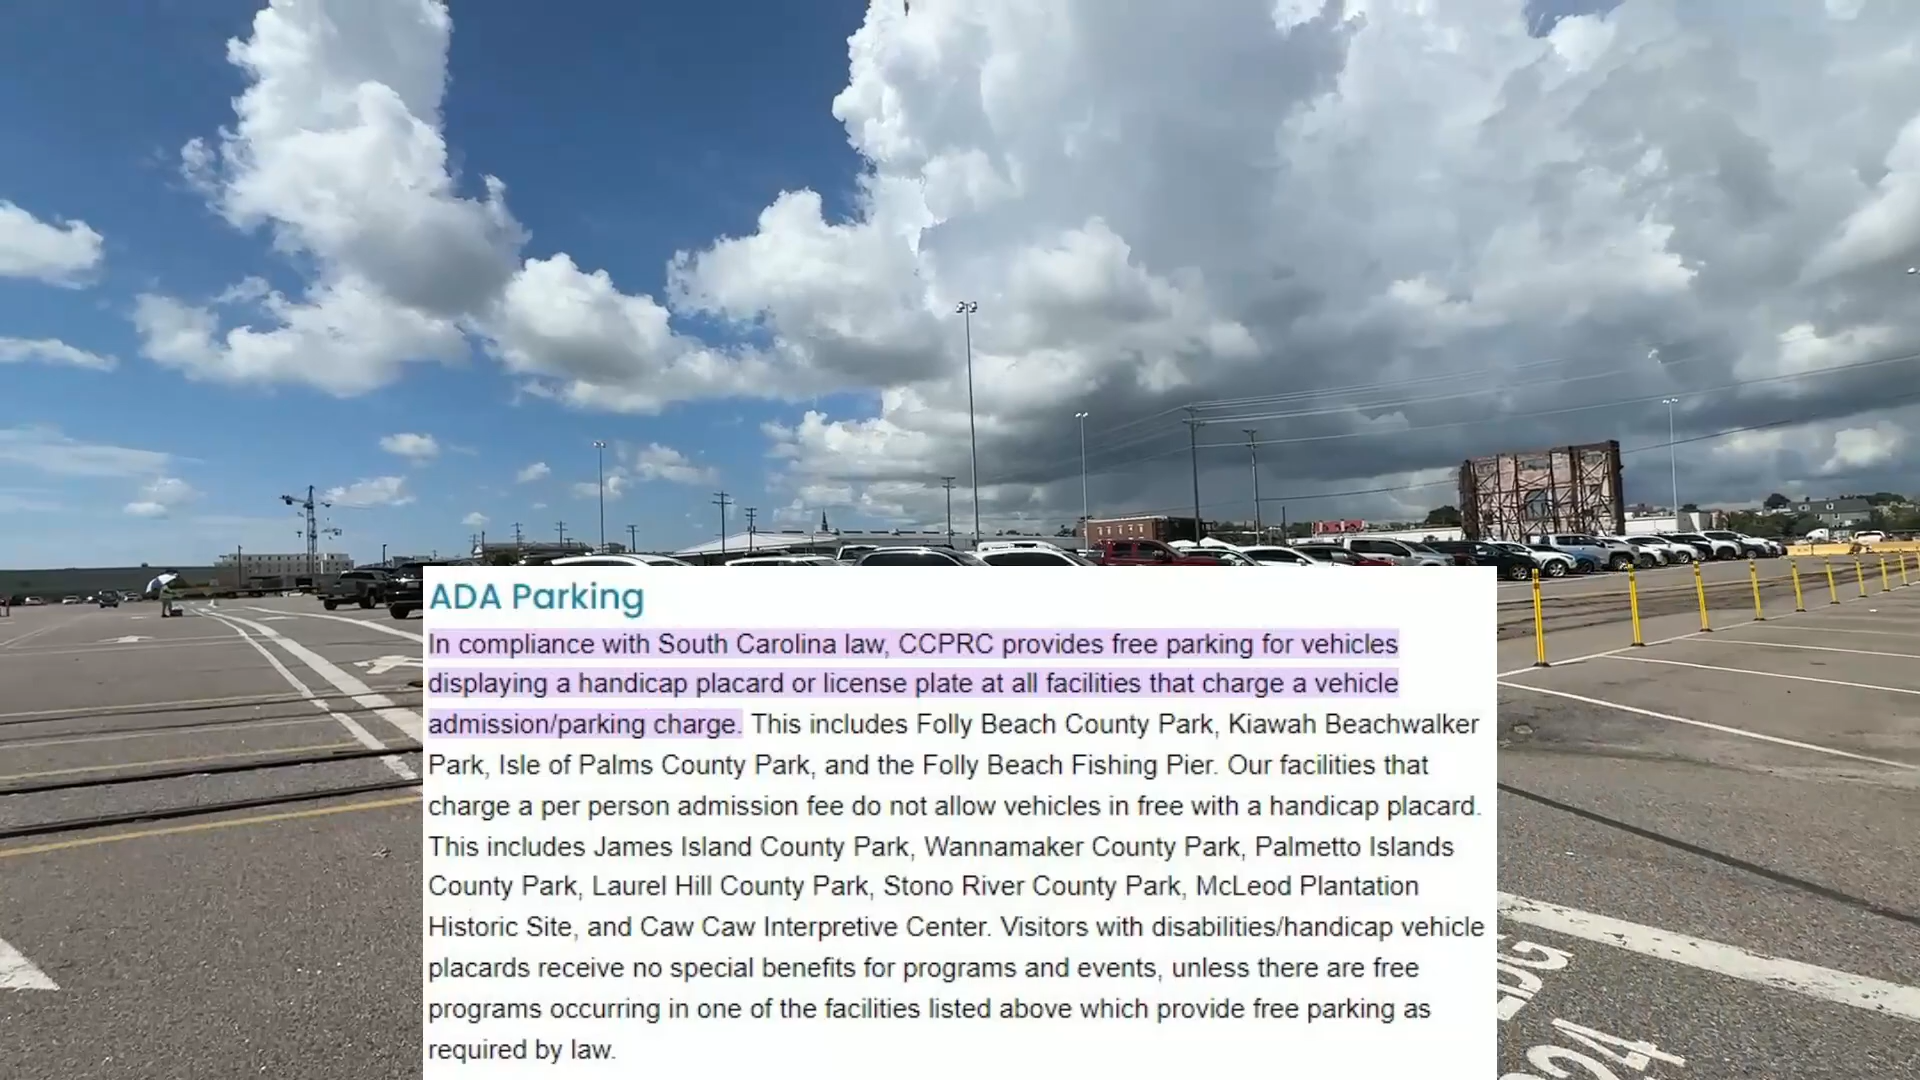 ADA Parking
In compliance with South Carolina law, CCPRC provides free parking for vehicles
displaying a handicap placard or license plate at all facilities that charge a vehicle
admission/parking charge. This includes Folly Beach County Park, Kiawah Beachwalker
Park, Isle of Palms County Park, and the Folly Beach Fishing Pier. Our facilities that
charge a per person admission fee do not allow vehicles in free with a handicap placard.
This includes James Island County Park, Wannamaker County Park, Palmetto Islands
County Park, Laurel Hill County Park, Stono River County Park, McLeod Plantation
Historic Site, and Caw Caw Interpretive Center. Visitors with disabilities/handicap vehicle
placards receive no special benefits for programs and events, unless there are free
programs occurring in one of the facilities listed above which provide free parking as
required by law.